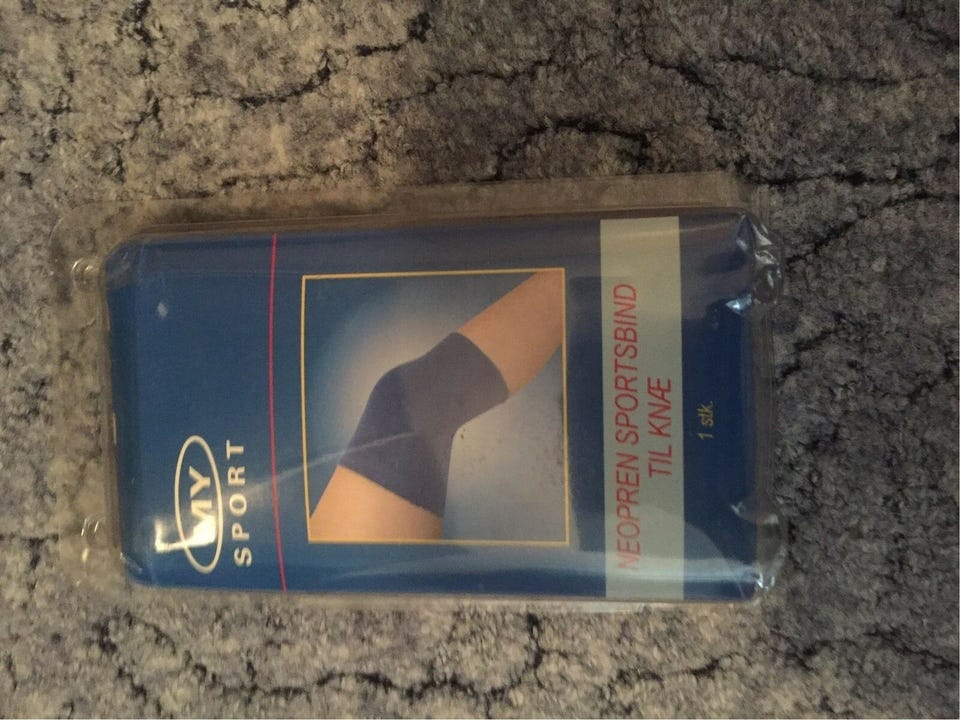 MY
SPORT
NEOPREN SPORTSBIND
TIL KNÆ
1 stk.